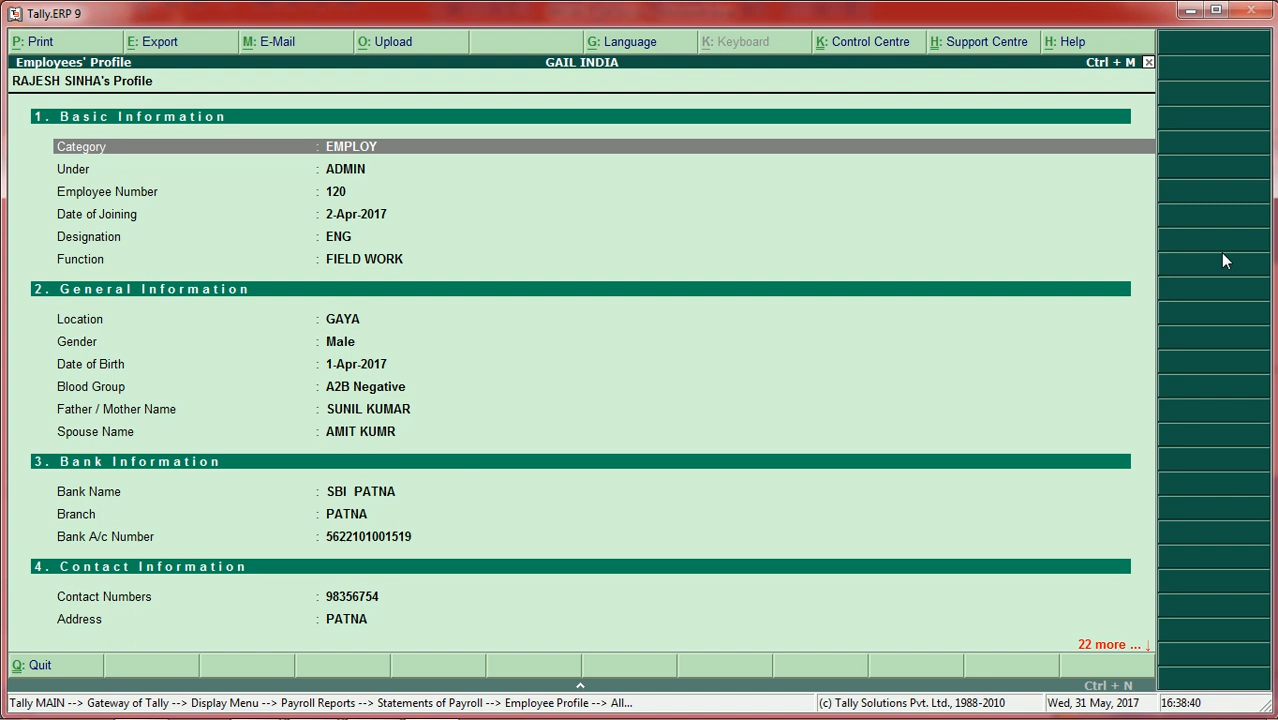 Tally.ERP 9
P: Print E: Export M: E-Mail O: Upload G: Language K: Keyboard K: Control Centre H: Support Centre H: Help
Employees' Profile GAIL INDIA Ctrl + M
RAJESH SINHA's Profile
1. Basic Information
Category : EMPLOY
Under : ADMIN
Employee Number : 120
Date of Joining : 2-Apr-2017
Designation : ENG
Function : FIELD WORK
2. General Information
Location : GAYA
Gender : Male
Date of Birth : 1-Apr-2017
Blood Group : A2B Negative
Father / Mother Name : SUNIL KUMAR
Spouse Name : AMIT KUMR
3. Bank Information
Bank Name : SBI PATNA
Branch : PATNA
Bank A/c Number : 5622101001519
4. Contact Information
Contact Numbers : 98356754
Address : PATNA
22 more ... ↓
Q: Quit
Ctrl + N
Tally MAIN --> Gateway of Tally --> Display Menu --> Payroll Reports --> Statements of Payroll --> Employee Profile --> All... (c) Tally Solutions Pvt. Ltd., 1988-2010 Wed, 31 May, 2017 16:38:40